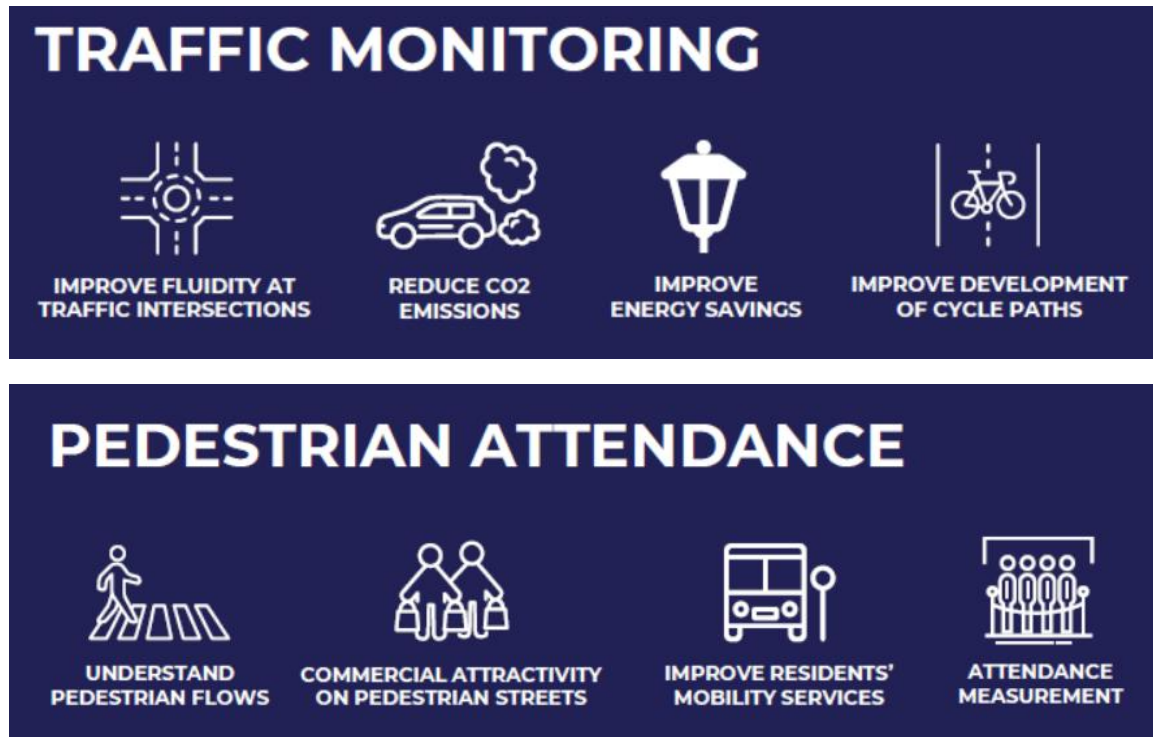 TRAFFIC MONITORING
IMPROVE FLUIDITY AT
TRAFFIC INTERSECTIONS
REDUCE CO2
EMISSIONS
IMPROVE
ENERGY SAVINGS
IMPROVE DEVELOPMENT
OF CYCLE PATHS
PEDESTRIAN ATTENDANCE
UNDERSTAND
PEDESTRIAN FLOWS
COMMERCIAL ATTRACTIVITY
ON PEDESTRIAN STREETS
IMPROVE RESIDENTS'
MOBILITY SERVICES
ATTENDANCE
MEASUREMENT